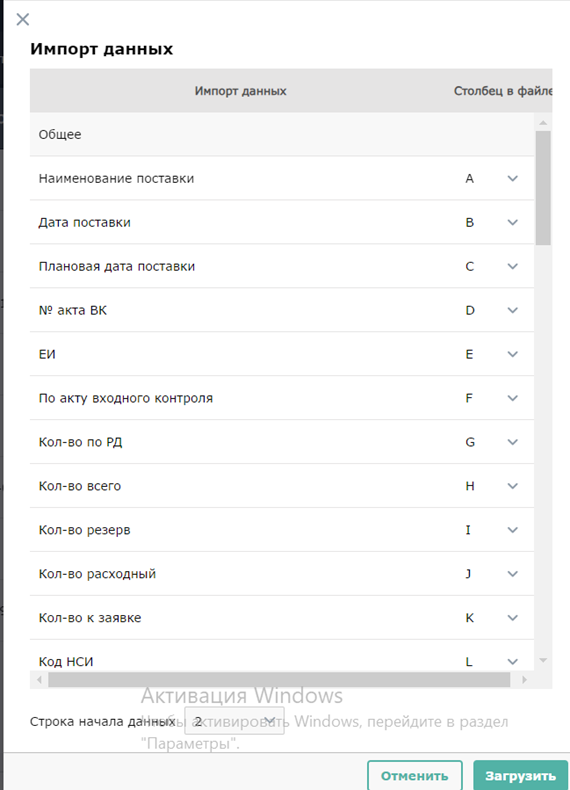 Импорт данных
Импорт данных Столбец в файле
Общее
Наименование поставки A
Дата поставки B
Плановая дата поставки C
№ акта ВК D
ЕИ E
По акту входного контроля F
Кол-во по РД G
Кол-во всего H
Кол-во резерв I
Кол-во расходный J
Кол-во к заявке K
Код НСИ L
Активация Windows
Строка начала данных 2
Чтобы активировать Windows, перейдите в раздел
"Параметры".
Отменить Загрузить